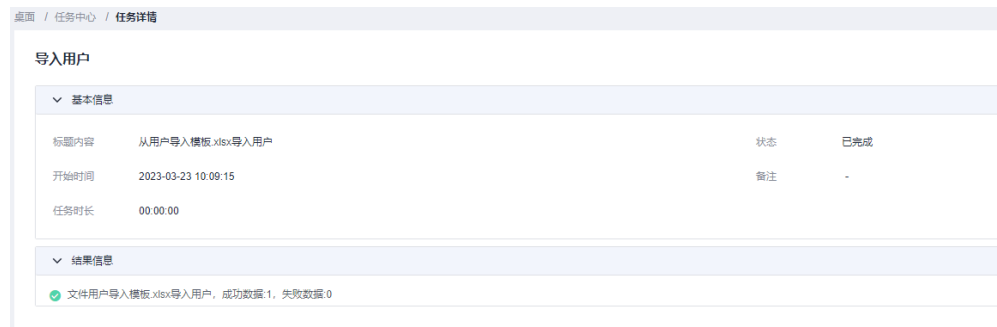 桌面 / 任务中心 / 任务详情
导入用户
基本信息
标题内容 从用户导入模板.xlsx导入用户 状态 已完成
开始时间 2023-03-23 10:09:15 备注 -
任务时长 00:00:00
结果信息
文件用户导入模板.xlsx导入用户，成功数据:1，失败数据:0